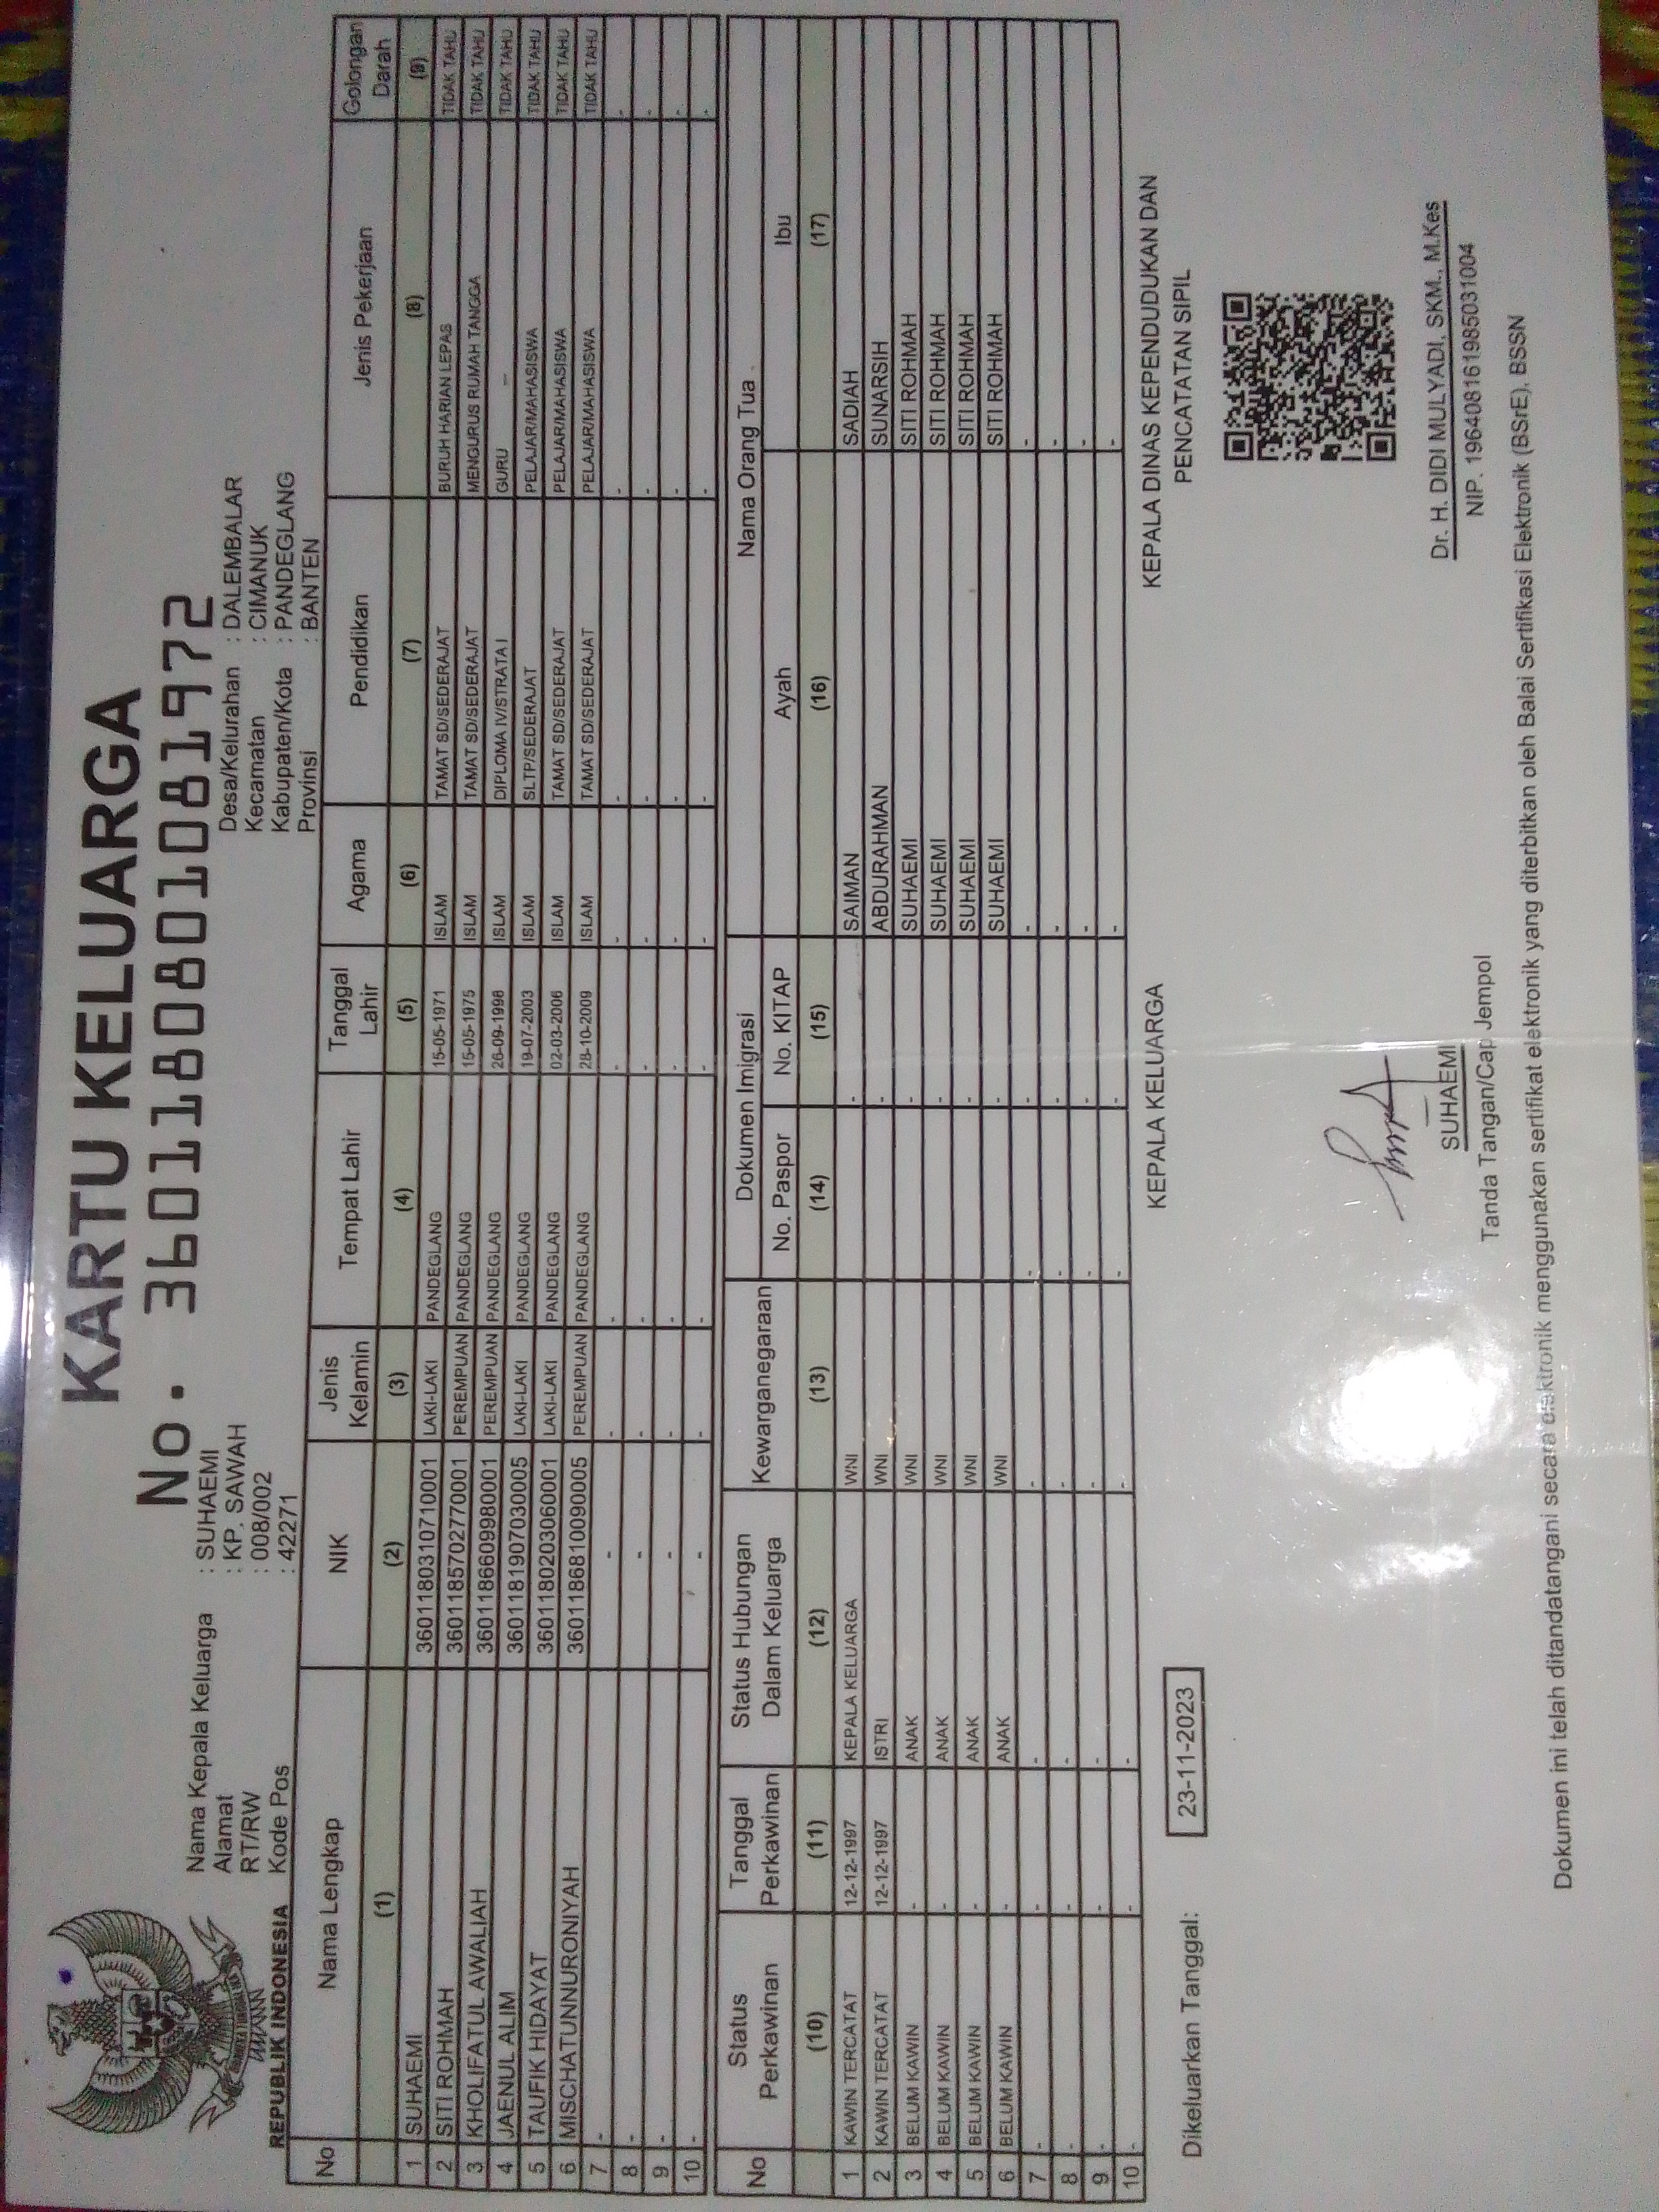 KARTU KELUARGA
No. 3601180801081972
REPUBLIK INDONESIA
Nama Kepala Keluarga : SUHAEMI
Alamat : KP. SAWAH
RT/RW : 008/002
Kode Pos : 42271
Desa/Kelurahan : DALEMBALAR
Kecamatan : CIMANUK
Kabupaten/Kota : PANDEGLANG
Provinsi : BANTEN
No Nama Lengkap NIK Jenis Kelamin Tempat Lahir Tanggal Lahir Agama Pendidikan Jenis Pekerjaan Golongan Darah
(1) (2) (3) (4) (5) (6) (7) (8) (9)
1 SUHAEMI 3601180310710001 LAKI-LAKI PANDEGLANG 15-05-1971 ISLAM TAMAT SD/SEDERAJAT BURUH HARIAN LEPAS TIDAK TAHU
2 SITI ROHMAH 3601185702770001 PEREMPUAN PANDEGLANG 15-05-1975 ISLAM TAMAT SD/SEDERAJAT MENGURUS RUMAH TANGGA TIDAK TAHU
3 KHOLIFATUL AWALIAH 3601186609980001 PEREMPUAN PANDEGLANG 26-09-1998 ISLAM DIPLOMA IV/STRATA I GURU TIDAK TAHU
4 JAENUL ALIM 3601181907030005 LAKI-LAKI PANDEGLANG 19-07-2003 ISLAM SLTP/SEDERAJAT PELAJAR/MAHASISWA TIDAK TAHU
5 TAUFIK HIDAYAT 3601180203060001 LAKI-LAKI PANDEGLANG 02-03-2006 ISLAM TAMAT SD/SEDERAJAT PELAJAR/MAHASISWA TIDAK TAHU
6 MISCHATUNNURONIYAH 3601186810090005 PEREMPUAN PANDEGLANG 28-10-2009 ISLAM TAMAT SD/SEDERAJAT PELAJAR/MAHASISWA TIDAK TAHU
7 - - - - - - - - -
8 - - - - - - - - -
9 - - - - - - - - -
10 - - - - - - - - -
No Status Perkawinan Tanggal Perkawinan Status Hubungan Dalam Keluarga Kewarganegaraan Dokumen Imigrasi Nama Orang Tua
No. Paspor No. KITAP Ayah Ibu
(10) (11) (12) (13) (14) (15) (16) (17)
1 KAWIN TERCATAT 12-12-1997 KEPALA KELUARGA WNI - SAIMAN SADIAH
2 KAWIN TERCATAT 12-12-1997 ISTRI WNI - ABDURAHMAN SUNARSIH
3 BELUM KAWIN - ANAK WNI - SUHAEMI SITI ROHMAH
4 BELUM KAWIN - ANAK WNI - SUHAEMI SITI ROHMAH
5 BELUM KAWIN - ANAK WNI - SUHAEMI SITI ROHMAH
6 BELUM KAWIN - ANAK WNI - SUHAEMI SITI ROHMAH
7 - - - - - - - -
8 - - - - - - - -
9 - - - - - - - -
10 - - - - - - - -
Dikeluarkan Tanggal: 23-11-2023
KEPALA KELUARGA
SUHAEMI
Tanda Tangan/Cap Jempol
KEPALA DINAS KEPENDUDUKAN DAN
PENCATATAN SIPIL
Dr. H. DIDI MULYADI, SKM., M.Kes
NIP. 196408161985031004
Dokumen ini telah ditandatangani secara elektronik menggunakan sertifikat elektronik yang diterbitkan oleh Balai Sertifikasi Elektronik (BSrE), BSSN